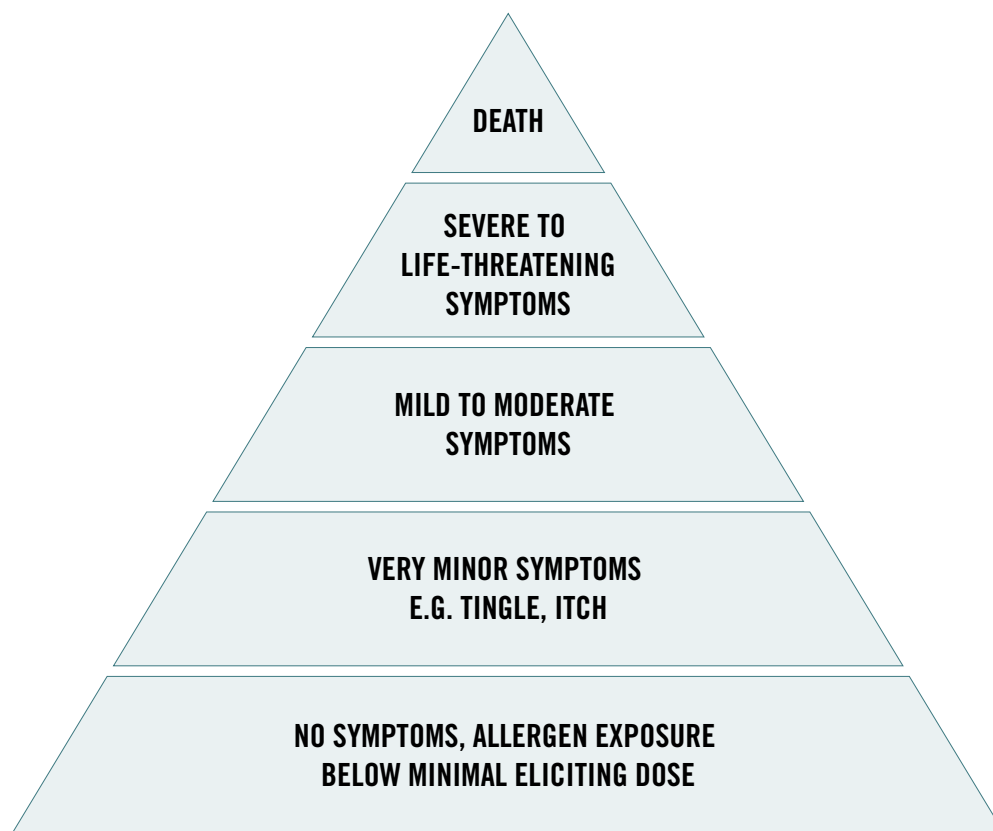 DEATH
SEVERE TO
LIFE-THREATENING
SYMPTOMS
MILD TO MODERATE
SYMPTOMS
VERY MINOR SYMPTOMS
E.G. TINGLE, ITCH
NO SYMPTOMS, ALLERGEN EXPOSURE
BELOW MINIMAL ELICITING DOSE